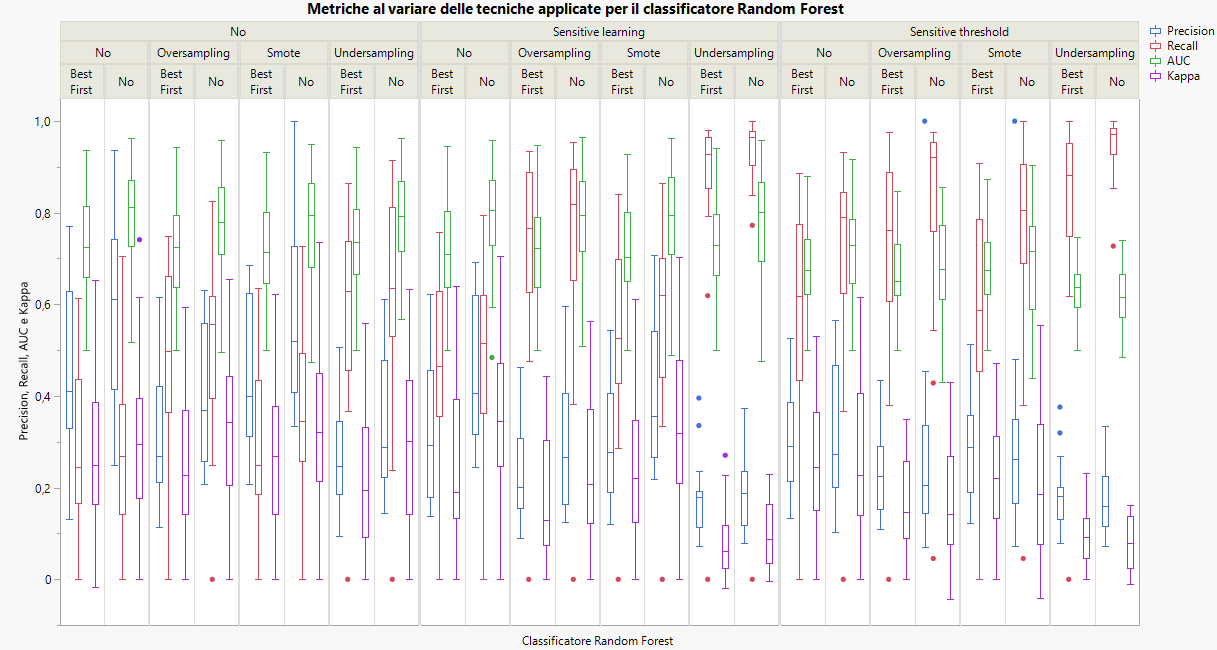 Metriche al variare delle tecniche applicate per il classificatore Random Forest
No Sensitive learning Sensitive threshold
No Oversampling Smote Undersampling No Oversampling Smote Undersampling No Oversampling Smote Undersampling
Best First No Best First No Best First No Best First No Best First No Best First No Best First No Best First No Best First No Best First No Best First No Best First No
Precision
Recall
AUC
Kappa
Precision, Recall, AUC e Kappa
1,0
0,8
0,6
0,4
0,2
0
Classificatore Random Forest